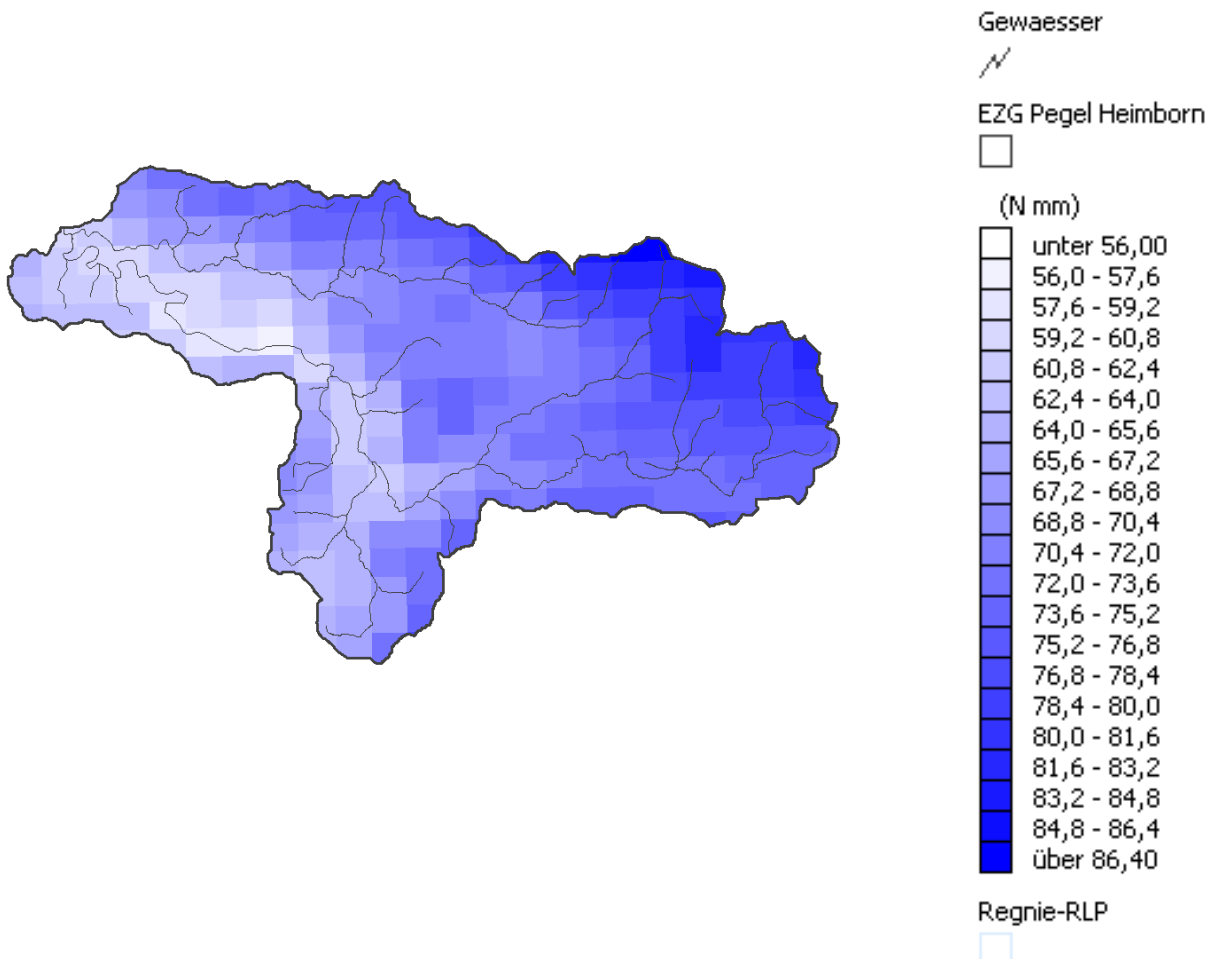 Gewaesser
EZG Pegel Heimborn
(N mm)
unter 56,00
56,0 - 57,6
57,6 - 59,2
59,2 - 60,8
60,8 - 62,4
62,4 - 64,0
64,0 - 65,6
65,6 - 67,2
67,2 - 68,8
68,8 - 70,4
70,4 - 72,0
72,0 - 73,6
73,6 - 75,2
75,2 - 76,8
76,8 - 78,4
78,4 - 80,0
80,0 - 81,6
81,6 - 83,2
83,2 - 84,8
84,8 - 86,4
über 86,40
Regnie-RLP